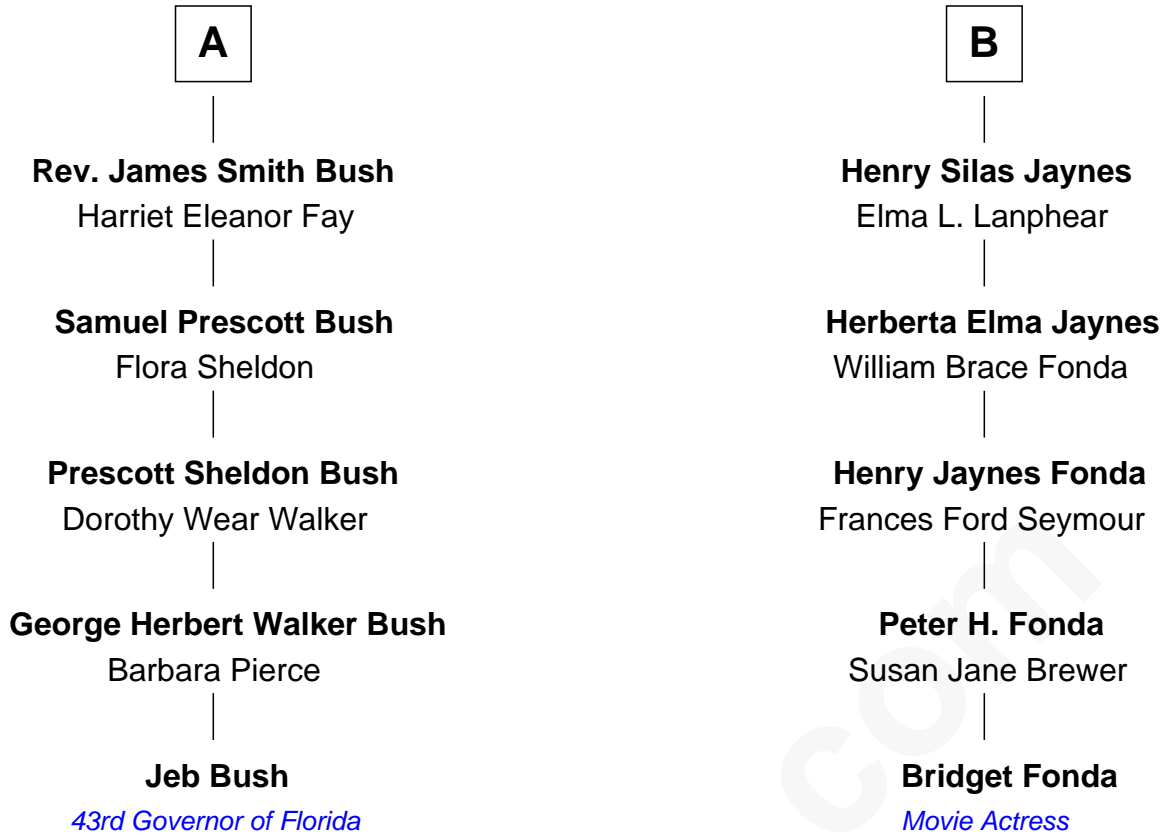 A
Rev. James Smith Bush
Harriet Eleanor Fay
Samuel Prescott Bush
Flora Sheldon
Prescott Sheldon Bush
Dorothy Wear Walker
George Herbert Walker Bush
Barbara Pierce
Jeb Bush
43rd Governor of Florida
B
Henry Silas Jaynes
Elma L. Lanphear
Herberta Elma Jaynes
William Brace Fonda
Henry Jaynes Fonda
Frances Ford Seymour
Peter H. Fonda
Susan Jane Brewer
Bridget Fonda
Movie Actress
com